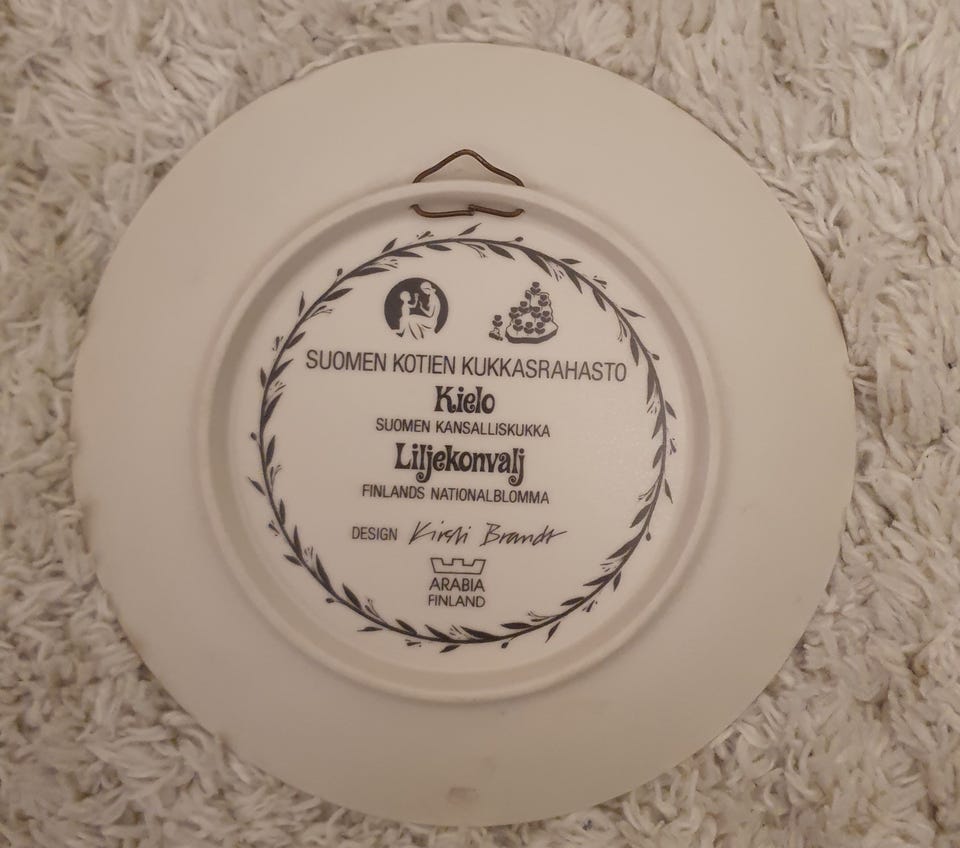 SUOMEN KOTIEN KUKKASRAHASTO
Kielo
SUOMEN KANSALLISKUKKA
Liljekonvalj
FINLANDS NATIONALBLOMMA
DESIGN Kirsti Brandt
ARABIA
FINLAND